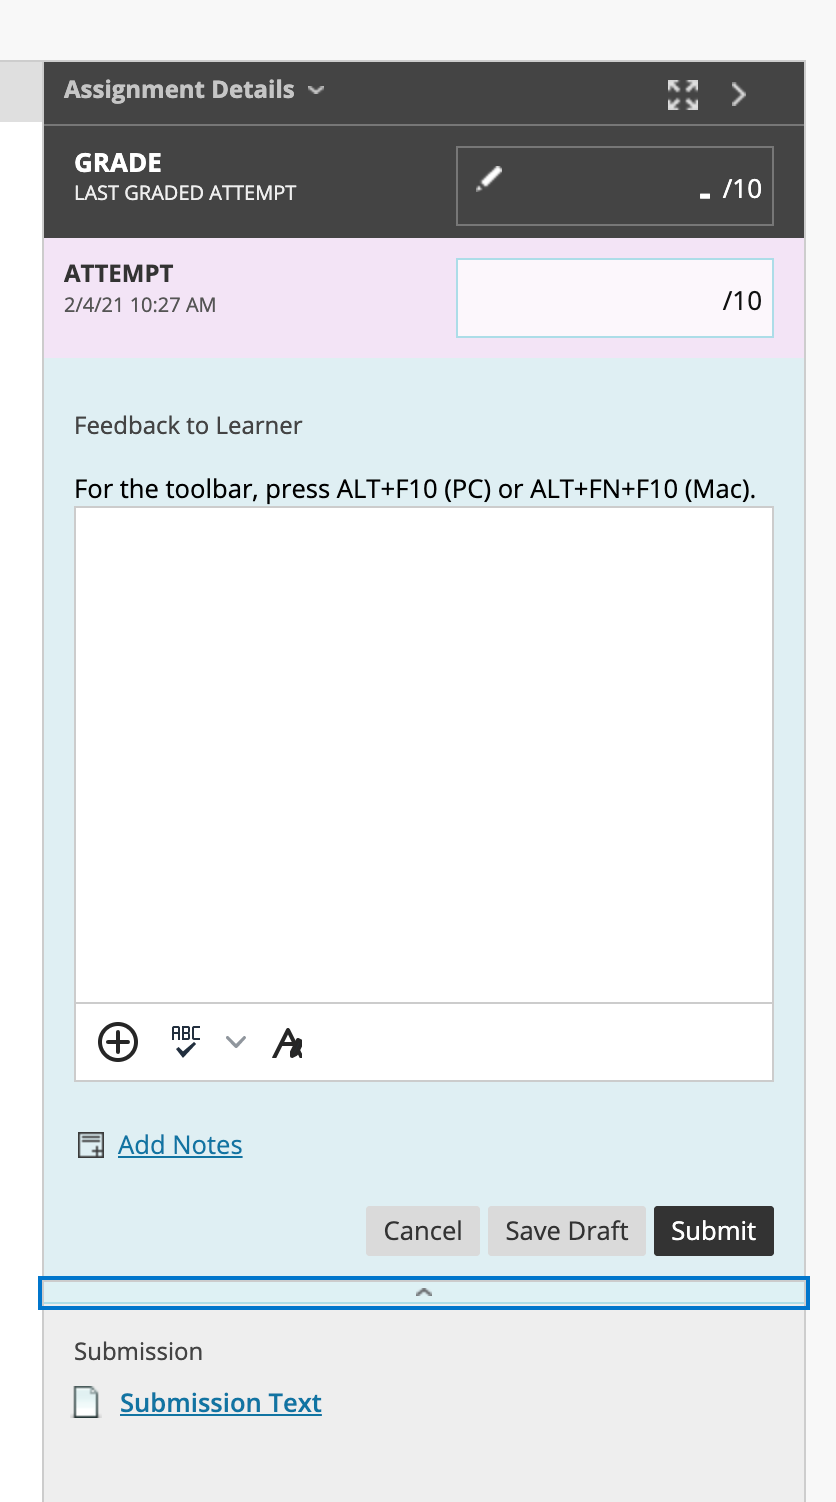 Assignment Details
GRADE
LAST GRADED ATTEMPT
- /10
ATTEMPT
2/4/21 10:27 AM
/10
Feedback to Learner
For the toolbar, press ALT+F10 (PC) or ALT+FN+F10 (Mac).
ABC
Add Notes
Cancel
Save Draft
Submit
Submission
Submission Text